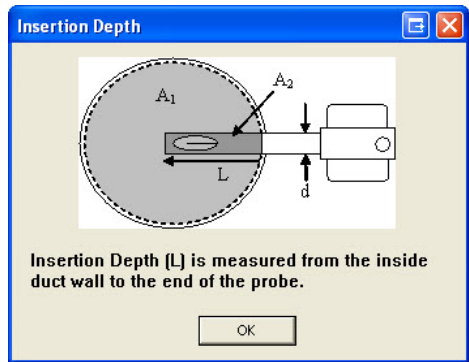 Insertion Depth
A1
A2
L
d
Insertion Depth (L) is measured from the inside
duct wall to the end of the probe.
OK